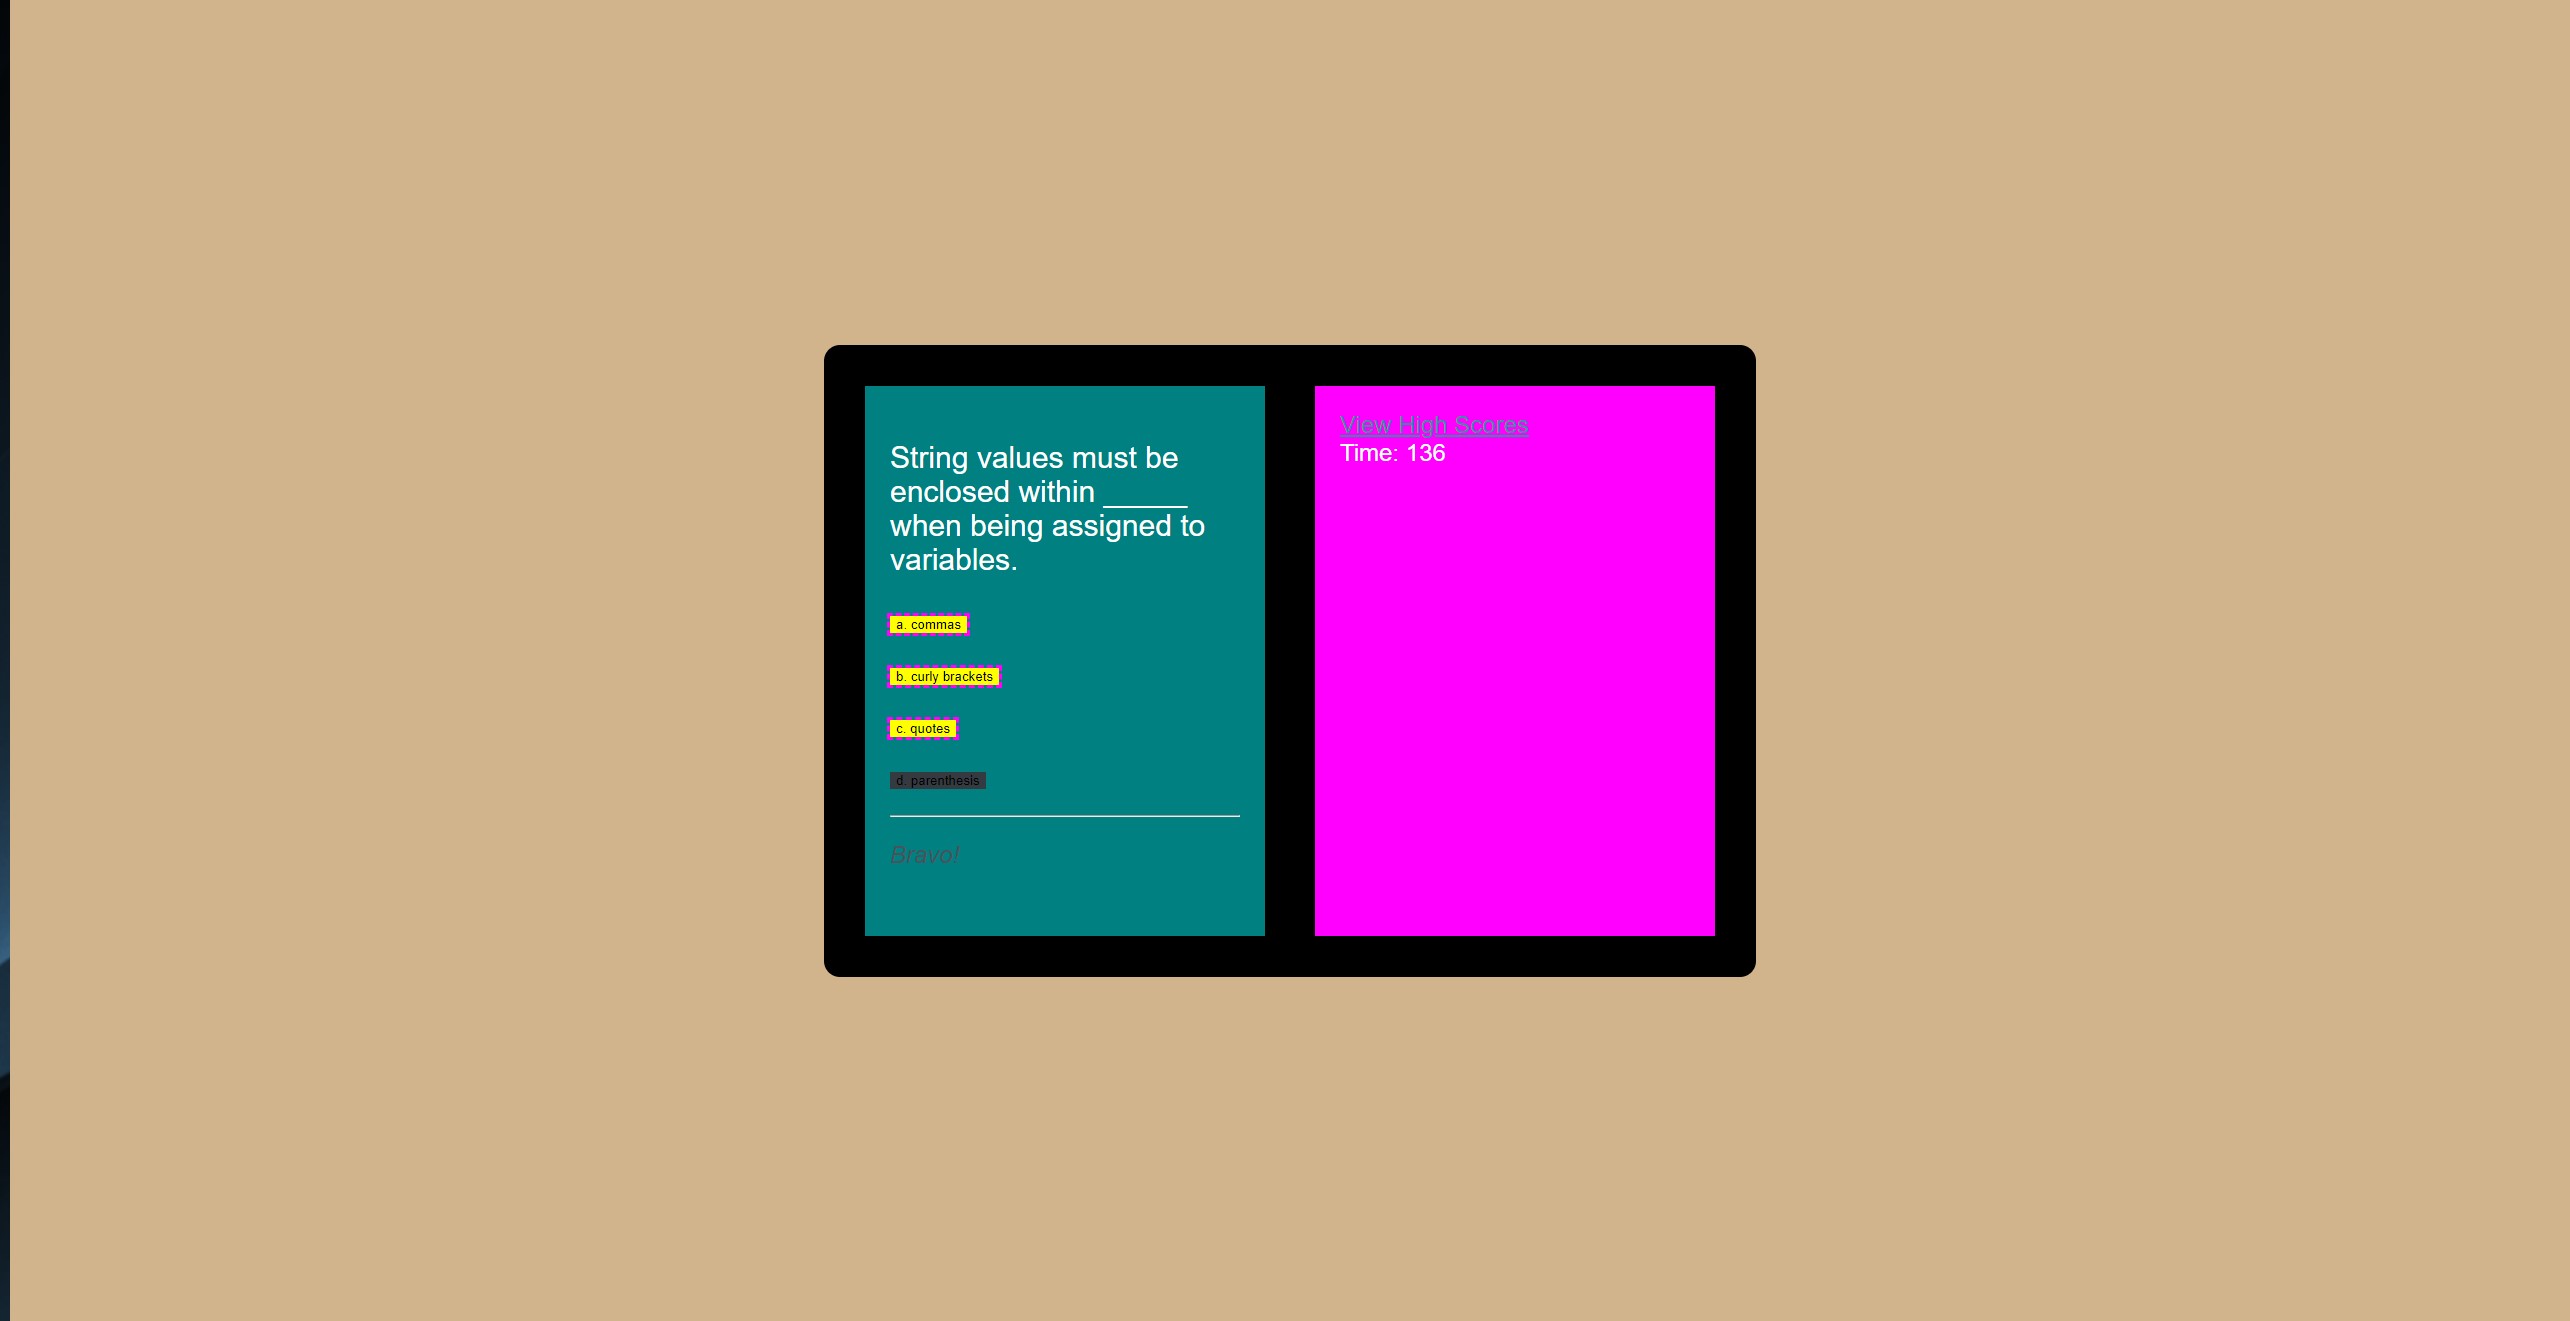 String values must be
enclosed within _____
when being assigned to
variables.
a. commas
b. curly brackets
c. quotes
d. parenthesis
Bravo!
View High Scores
Time: 136